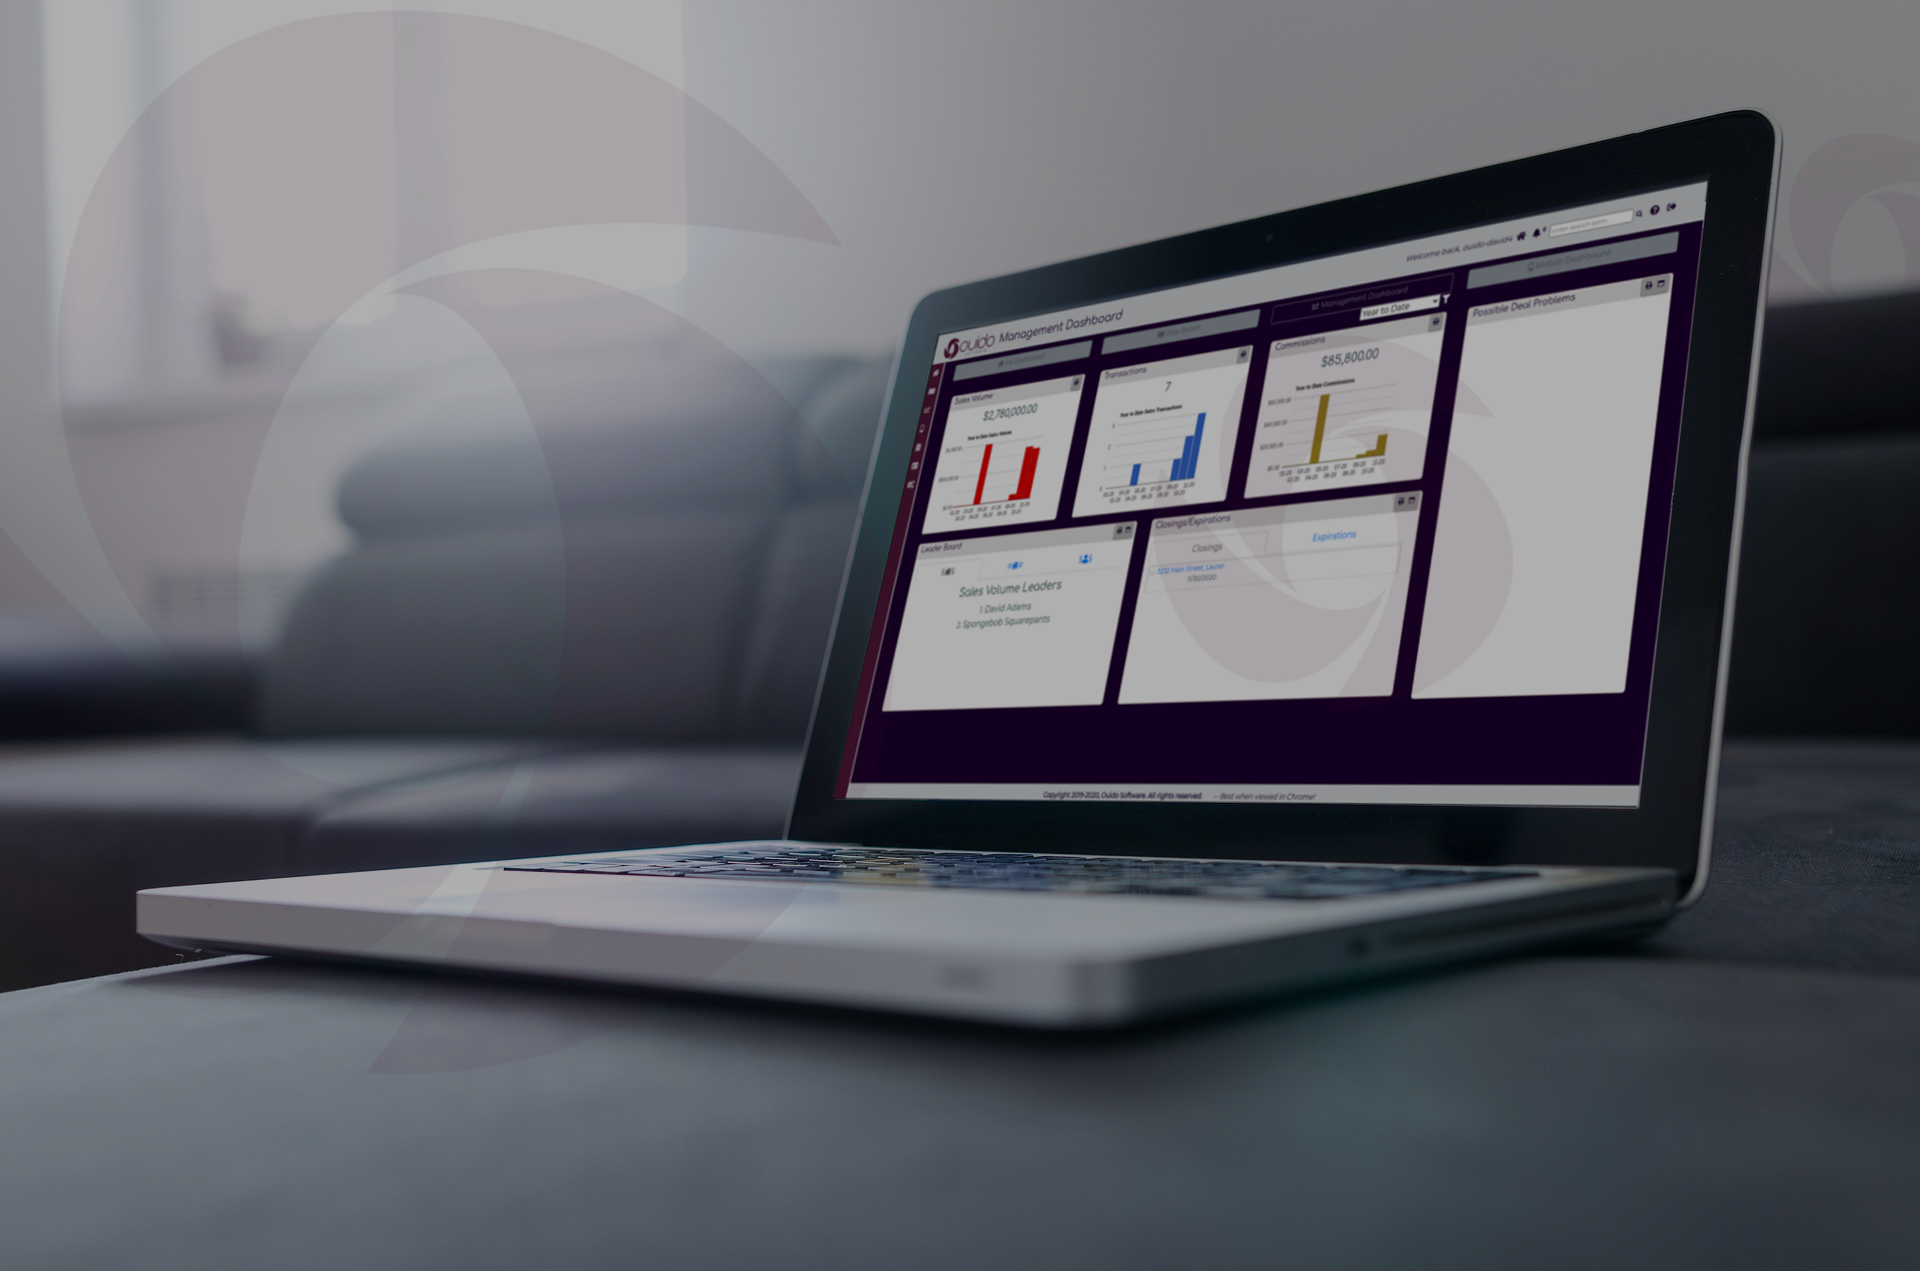 ouido Management Dashboard
Welcome back, ouido-david4
enter search term
My Dashboard
Deal Board
Management Dashboard
Mobile Dashboard
Year to Date
Sales Volume
$2,780,000.00
Year to Date Sales Volume
Transactions
7
Year to Date Sales Transactions
Commissions
$85,800.00
Year to Date Commissions
Possible Deal Problems
Leader Board
Sales Volume Leaders
1. David Adams
2. Spongebob Squarepants
Closings/Expirations
Closings
Expirations
3232 Main Street, Laurel
11/30/2020
Copyright 2019-2020, Ouido Software. All rights reserved. -- Best when viewed in Chrome!